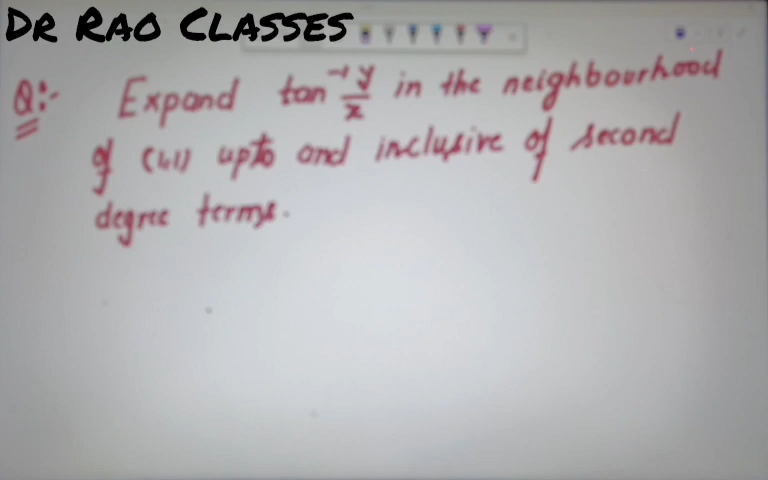 Dr Rao Classes
Q:- Expand tan⁻¹ y/x in the neighbourhood
of (1,1) upto and inclusive of second
degree terms.